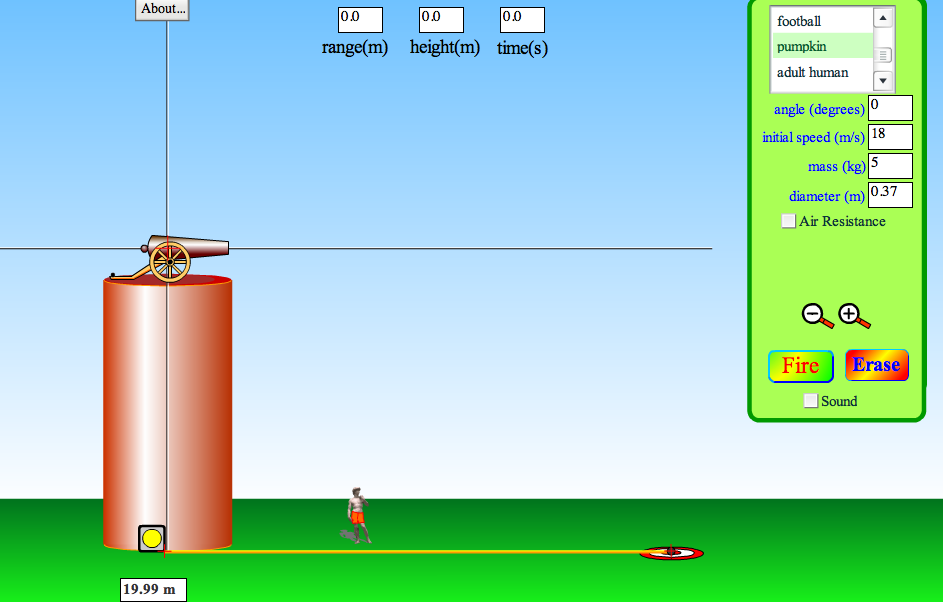 About...
0.0 0.0 0.0
range(m) height(m) time(s)
football
pumpkin
adult human
angle (degrees) 0
initial speed (m/s) 18
mass (kg) 5
diameter (m) 0.37
Air Resistance
Fire Erase
Sound
19.99 m